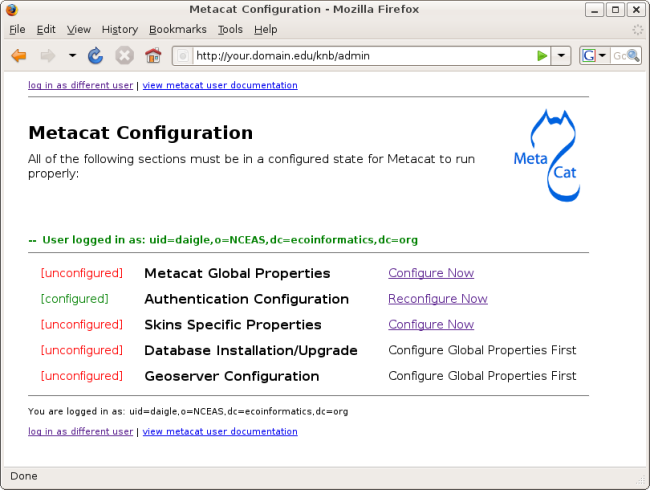 Metacat Configuration - Mozilla Firefox
File Edit View History Bookmarks Tools Help
http://your.domain.edu/knb/admin
G Go
log in as different user | view metacat user documentation
Metacat Configuration
All of the following sections must be in a configured state for Metacat to run
properly:
Meta
Cat
-- User logged in as: uid=daigle,o=NCEAS,dc=ecoinformatics,dc=org
[unconfigured] Metacat Global Properties Configure Now
[configured] Authentication Configuration Reconfigure Now
[unconfigured] Skins Specific Properties Configure Now
[unconfigured] Database Installation/Upgrade Configure Global Properties First
[unconfigured] Geoserver Configuration Configure Global Properties First
You are logged in as: uid=daigle,o=NCEAS,dc=ecoinformatics,dc=org
log in as different user | view metacat user documentation
Done